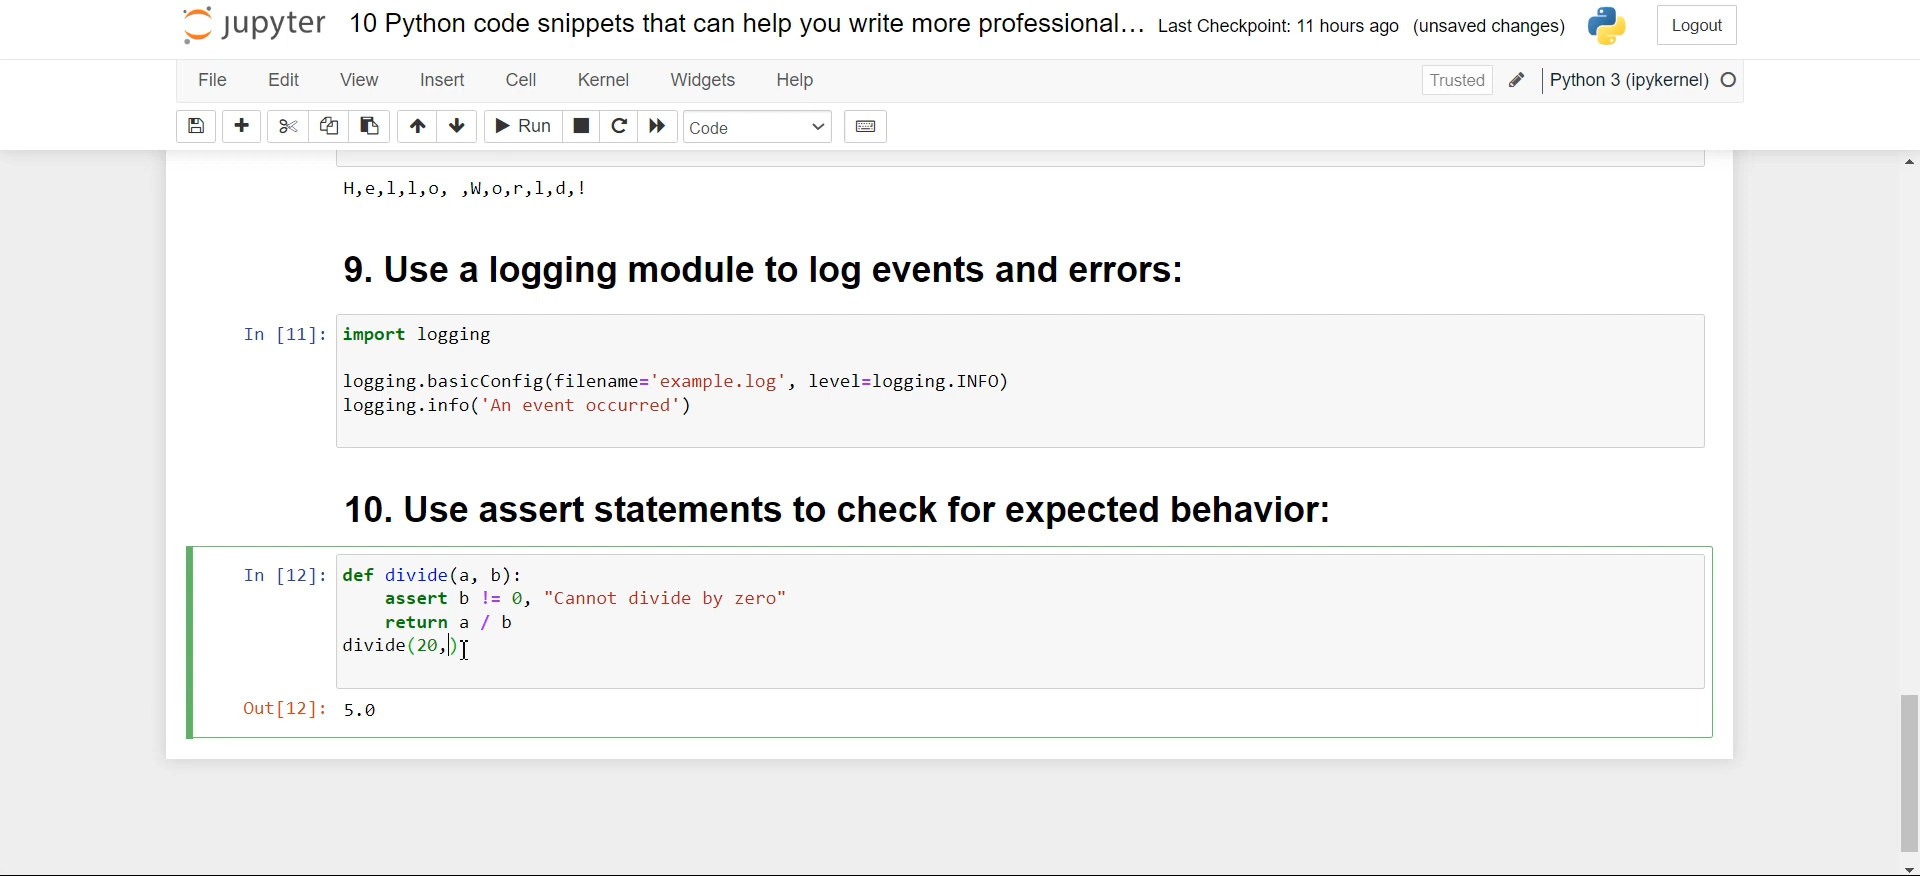 jupyter 10 Python code snippets that can help you write more professional... Last Checkpoint: 11 hours ago (unsaved changes) Logout
File Edit View Insert Cell Kernel Widgets Help Trusted Python 3 (ipykernel)
Run Code
H,e,l,l,o, ,W,o,r,l,d,!
9. Use a logging module to log events and errors:
In [11]: import logging
logging.basicConfig(filename='example.log', level=logging.INFO)
logging.info('An event occurred')
10. Use assert statements to check for expected behavior:
In [12]: def divide(a, b):
assert b != 0, "Cannot divide by zero"
return a / b
divide(20,)
Out[12]: 5.0